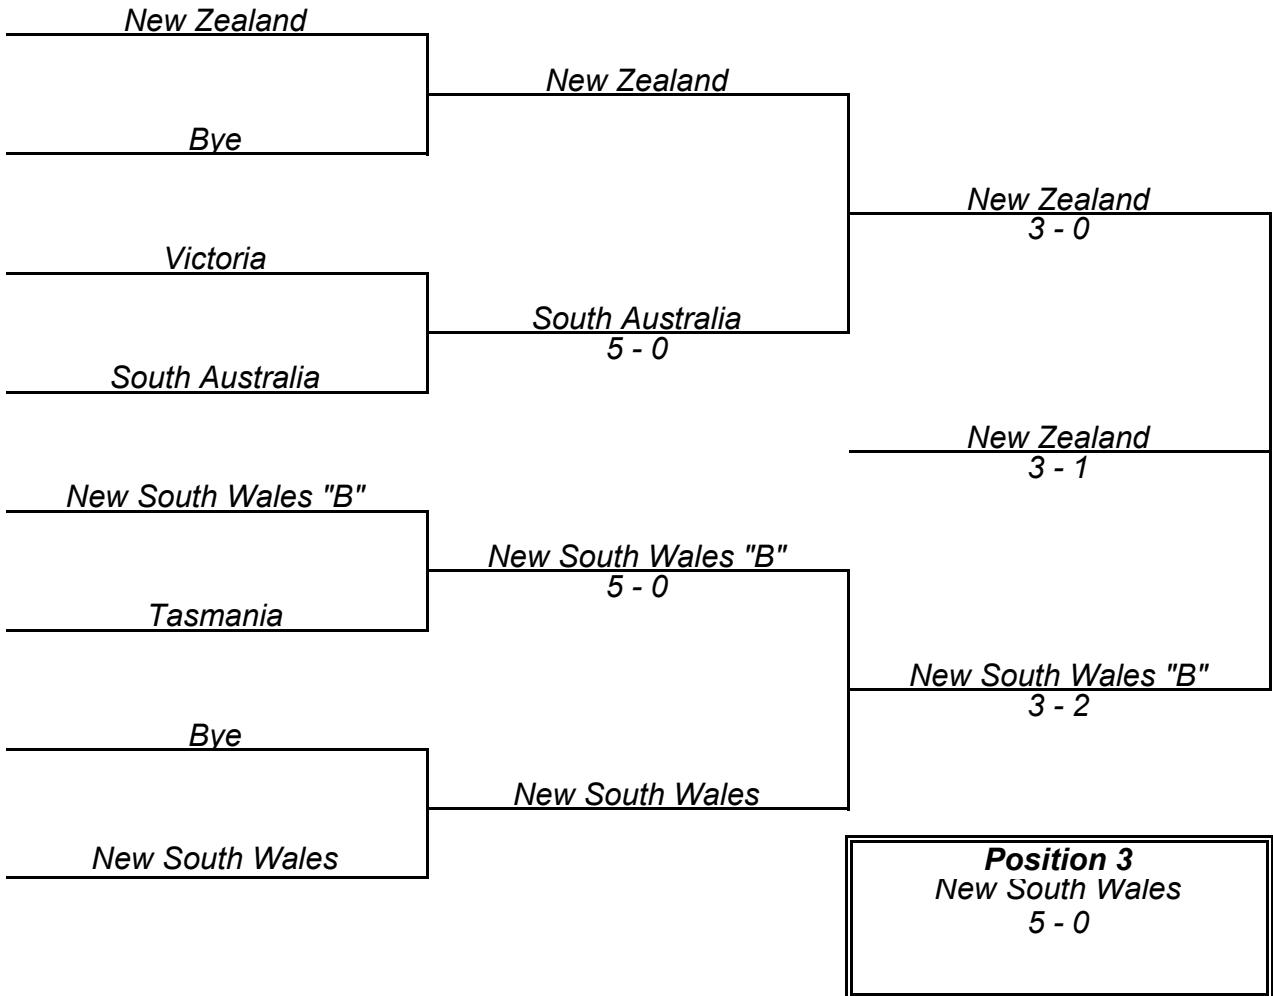 New Zealand
New Zealand
Bye
New Zealand
3 - 0
Victoria
South Australia
5 - 0
South Australia
New Zealand
3 - 1
New South Wales "B"
New South Wales "B"
5 - 0
Tasmania
New South Wales "B"
3 - 2
Bye
New South Wales
New South Wales
Position 3
New South Wales
5 - 0